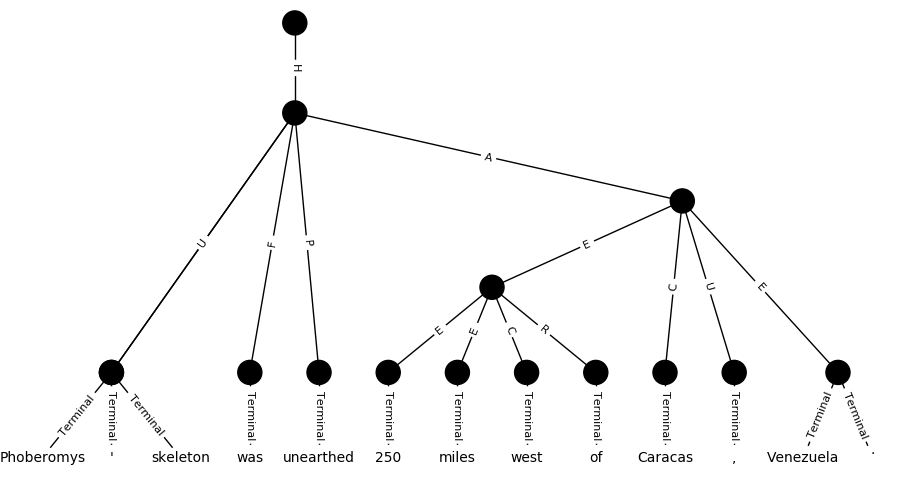 H
A
U F P
E
C U E
E E C R
Terminal Terminal Terminal Terminal Terminal Terminal Terminal Terminal Terminal Terminal Terminal Terminal Terminal
Phoberomys - skeleton was unearthed 250 miles west of Caracas , Venezuela .